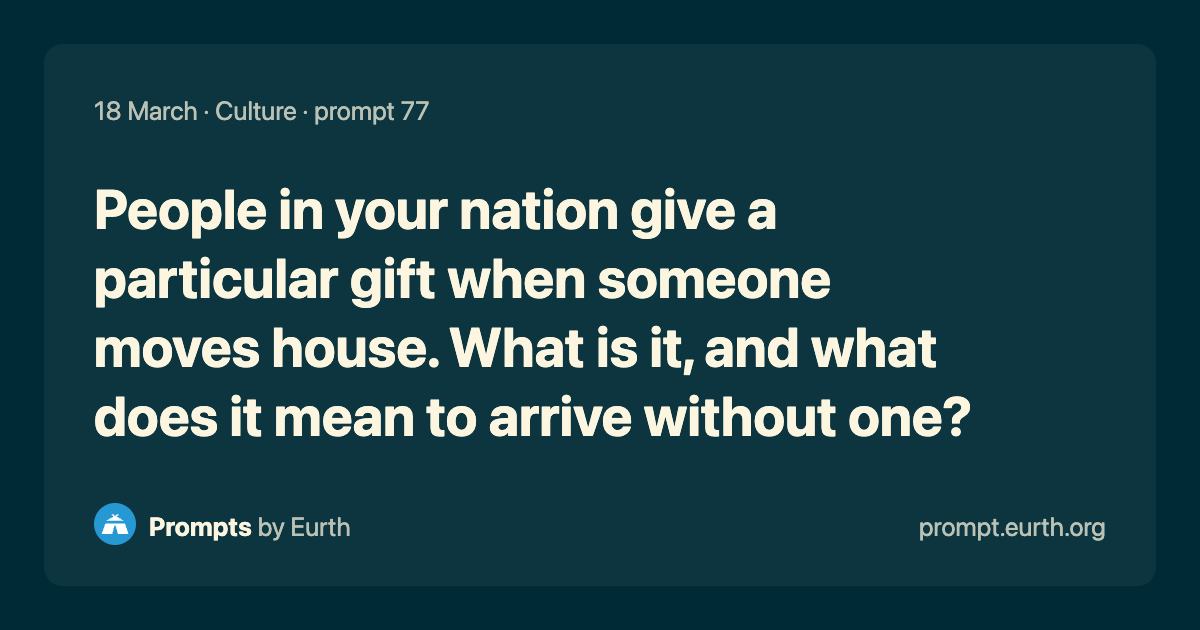 18 March · Culture · prompt 77
People in your nation give a
particular gift when someone
moves house. What is it, and what
does it mean to arrive without one?
Prompts by Eurth
prompt.eurth.org